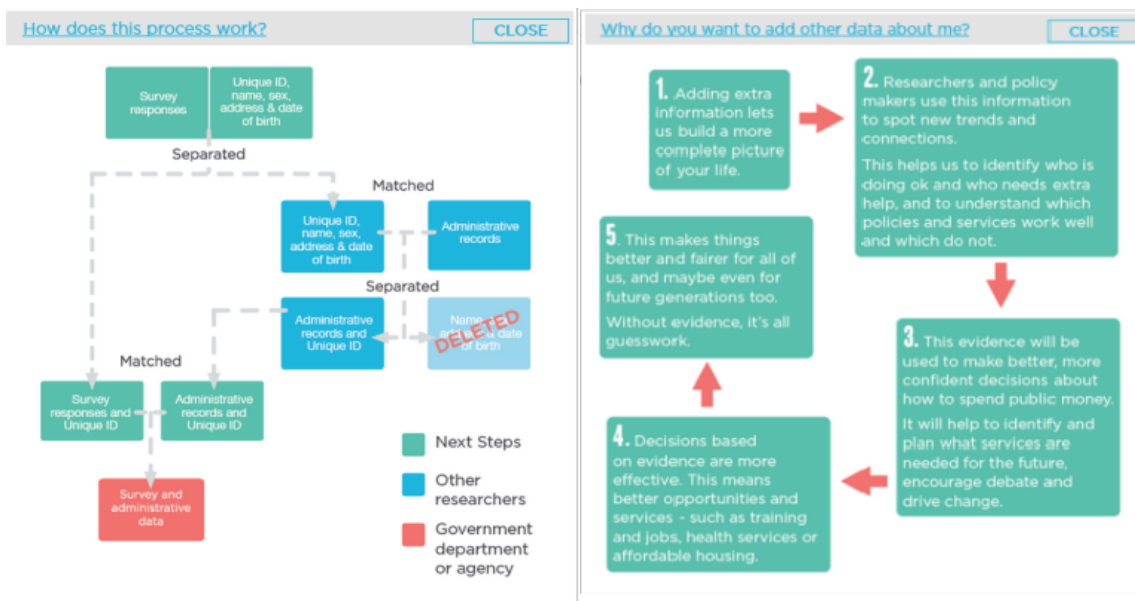 How does this process work?
CLOSE
Survey
responses
Unique ID,
name, sex,
address & date
of birth
Separated
Matched
Unique ID,
name, sex,
address & date
of birth
Administrative
records
Separated
Administrative
records and
Unique ID
Name,
address & date
of birth
DELETED
Matched
Survey
responses and
Unique ID
Administrative
records and
Unique ID
Survey and
administrative
data
Next Steps
Other
researchers
Government
department
or agency
Why do you want to add other data about me?
CLOSE
1. Adding extra
information lets
us build a more
complete picture
of your life.
2. Researchers and policy
makers use this information
to spot new trends and
connections.
This helps us to identify who is
doing ok and who needs extra
help, and to understand which
policies and services work well
and which do not.
3. This evidence will be
used to make better, more
confident decisions about
how to spend public money.
It will help to identify and
plan what services are
needed for the future,
encourage debate and
drive change.
4. Decisions based
on evidence are more
effective. This means
better opportunities and
services - such as training
and jobs, health services or
affordable housing.
5. This makes things
better and fairer for all of
us, and maybe even for
future generations too.
Without evidence, it's all
guesswork.